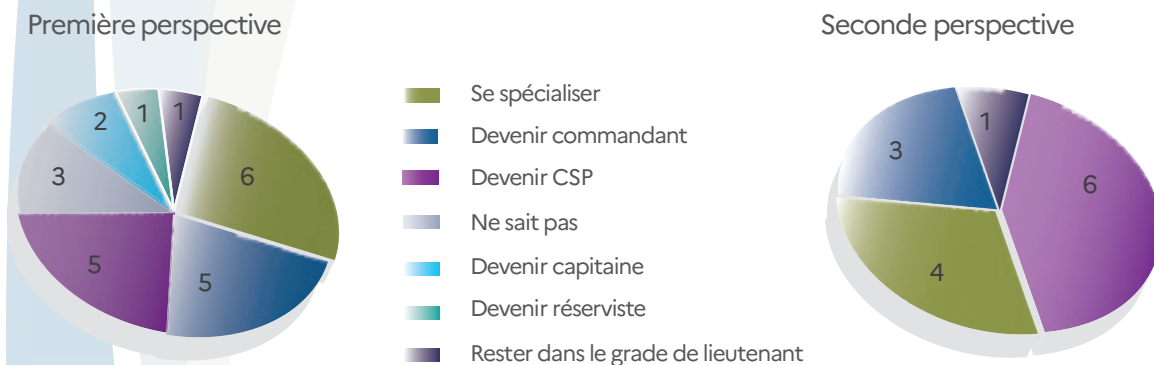 Première perspective
Seconde perspective
2
1
1
3
6
5
5
Se spécialiser
Devenir commandant
Devenir CSP
Ne sait pas
Devenir capitaine
Devenir réserviste
Rester dans le grade de lieutenant
3
1
6
4